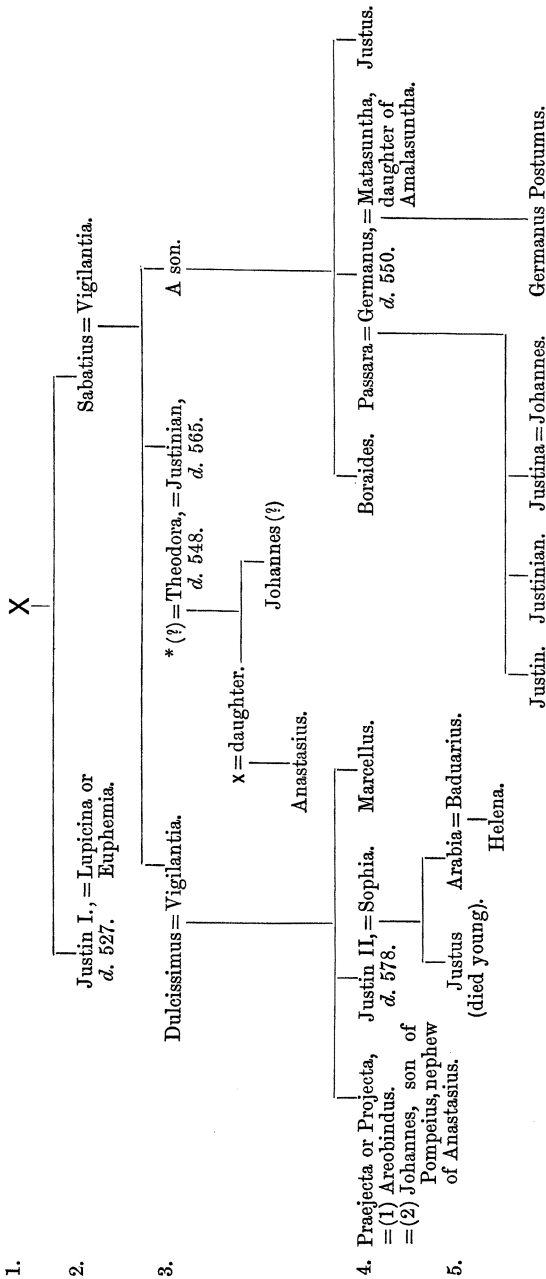 1.
X
2.
Justin I., = Lupicina or
d. 527. Euphemia.
Sabatius = Vigilantia.
3.
Dulcissimus = Vigilantia.
* (?) = Theodora, = Justinian,
d. 548. d. 565.
A son.
x = daughter.
Johannes (?)
Anastasius.
4.
Praejecta or Projecta,
= (1) Areobindus.
= (2) Johannes, son of
Pompeius, nephew
of Anastasius.
Justin II, = Sophia.
d. 578.
Marcellus.
Boraides.
Passara = Germanus, = Matasuntha,
d. 550. daughter of
Amalasuntha.
Justus.
5.
Justus
(died young).
Arabia = Baduarius.
Helena.
Justin.
Justinian.
Justina = Johannes.
Germanus Postumus.